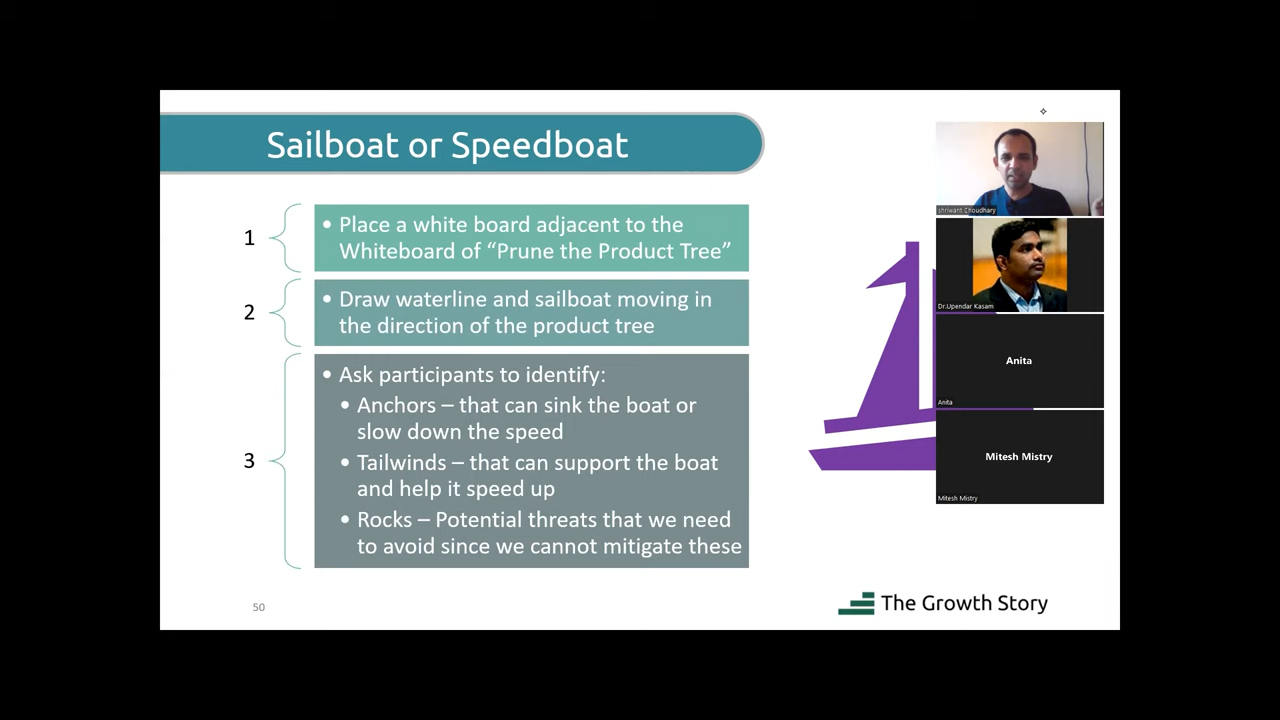 Sailboat or Speedboat
1
• Place a white board adjacent to the
Whiteboard of “Prune the Product Tree”
2
• Draw waterline and sailboat moving in
the direction of the product tree
3
• Ask participants to identify:
• Anchors – that can sink the boat or
slow down the speed
• Tailwinds – that can support the boat
and help it speed up
• Rocks – Potential threats that we need
to avoid since we cannot mitigate these
50
The Growth Story
shriwant Choudhary
Dr.Upendar Kasam
Anita
Anita
Mitesh Mistry
Mitesh Mistry